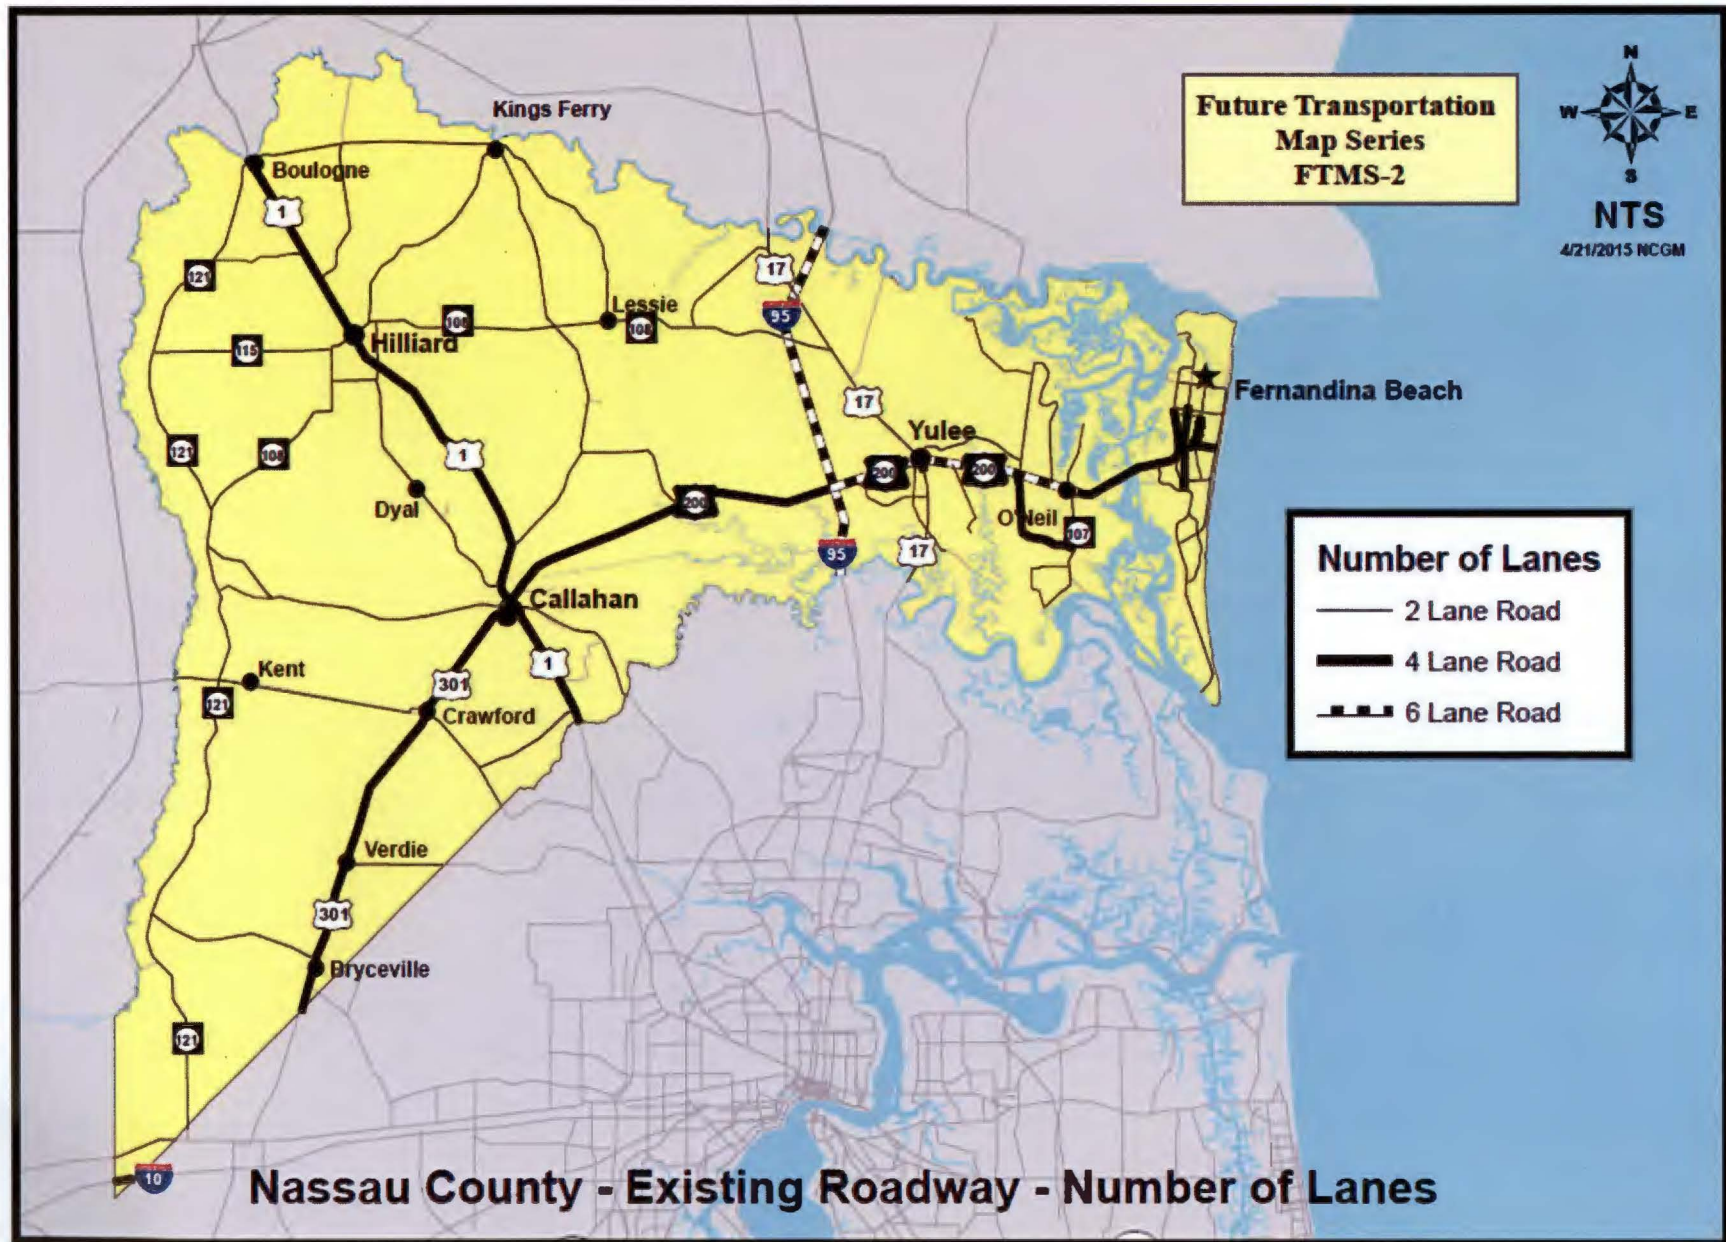 Future Transportation
Map Series
FTMS-2
N
W
E
S
NTS
4/21/2015 NCGM
Kings Ferry
Boulogne
1
17
121
95
Lessie
108
108
Hilliard
115
Fernandina Beach
17
Yulee
121
108
1
200
200
200
Dyal
O'Neil
107
95
17
Number of Lanes
2 Lane Road
4 Lane Road
6 Lane Road
Callahan
1
Kent
301
121
Crawford
Verdie
301
Bryceville
121
10
Nassau County - Existing Roadway - Number of Lanes